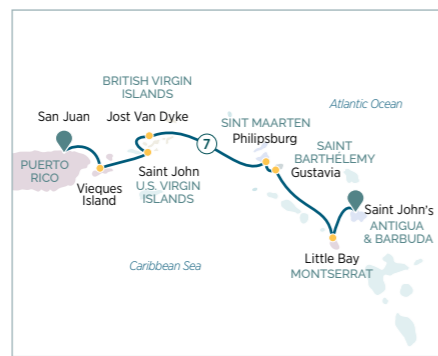 BRITISH VIRGIN
ISLANDS
San Juan
Jost Van Dyke
SINT MAARTEN
Philipsburg
Atlantic Ocean
7
PUERTO
RICO
Vieques
Island
Saint John
U.S. VIRGIN
ISLANDS
SAINT
BARTHÉLEMY
Gustavia
Saint John's
ANTIGUA
& BARBUDA
Caribbean Sea
Little Bay
MONTSERRAT